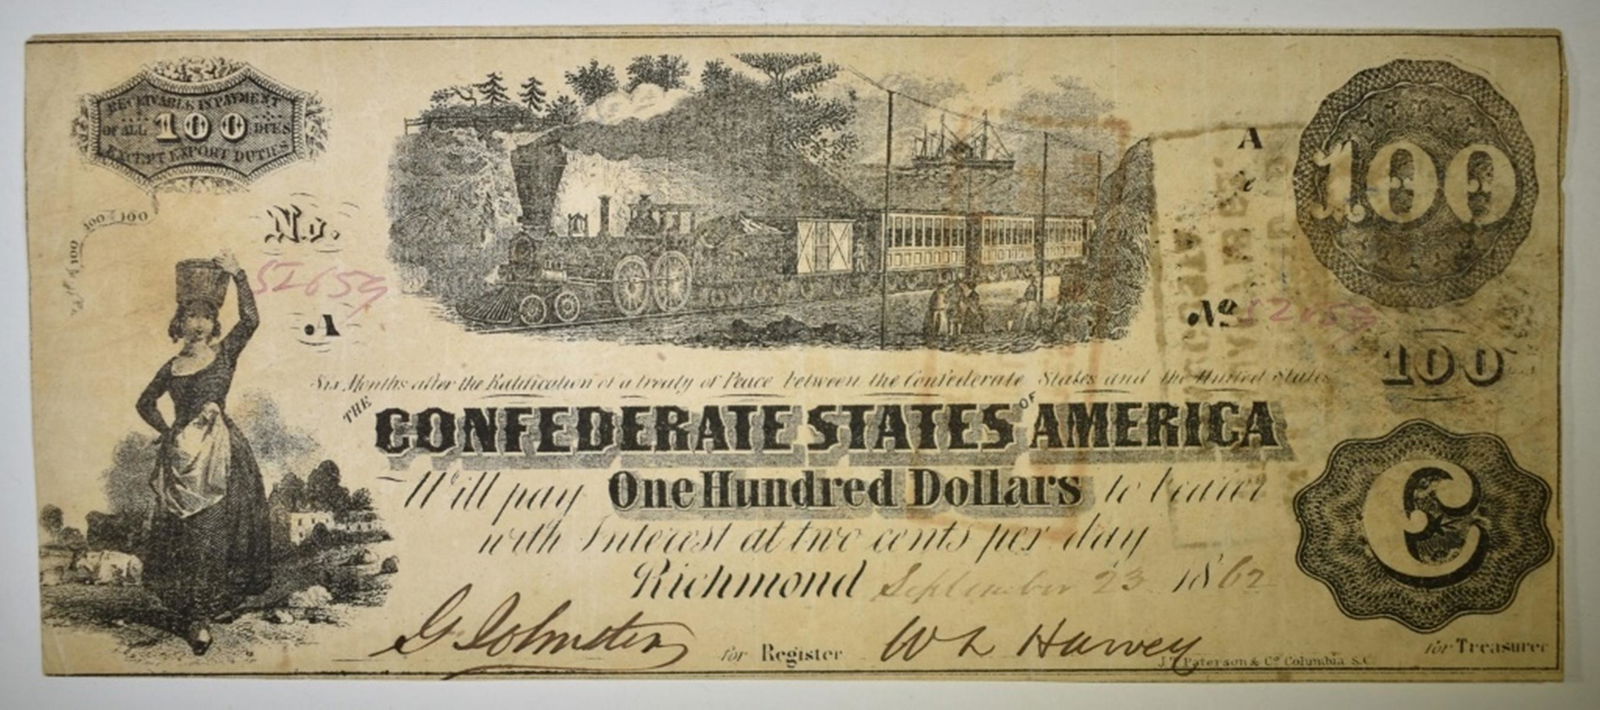 RECEIVABLE IN PAYMENT
OF ALL 100 DUES
EXCEPT EXPORT DUTIES
100 100
100
No.
52659
A
A
100
No 52659
100
Six Months after the Ratification of a treaty of Peace between the Confederate States and the United States
THE CONFEDERATE STATES OF AMERICA
Will pay One Hundred Dollars to bearer
with Interest at two cents per day
Richmond September 23 1862
C
G. Johnston for Register W L Harvey for Treasurer
J.T. Paterson & Co Columbia S.C.